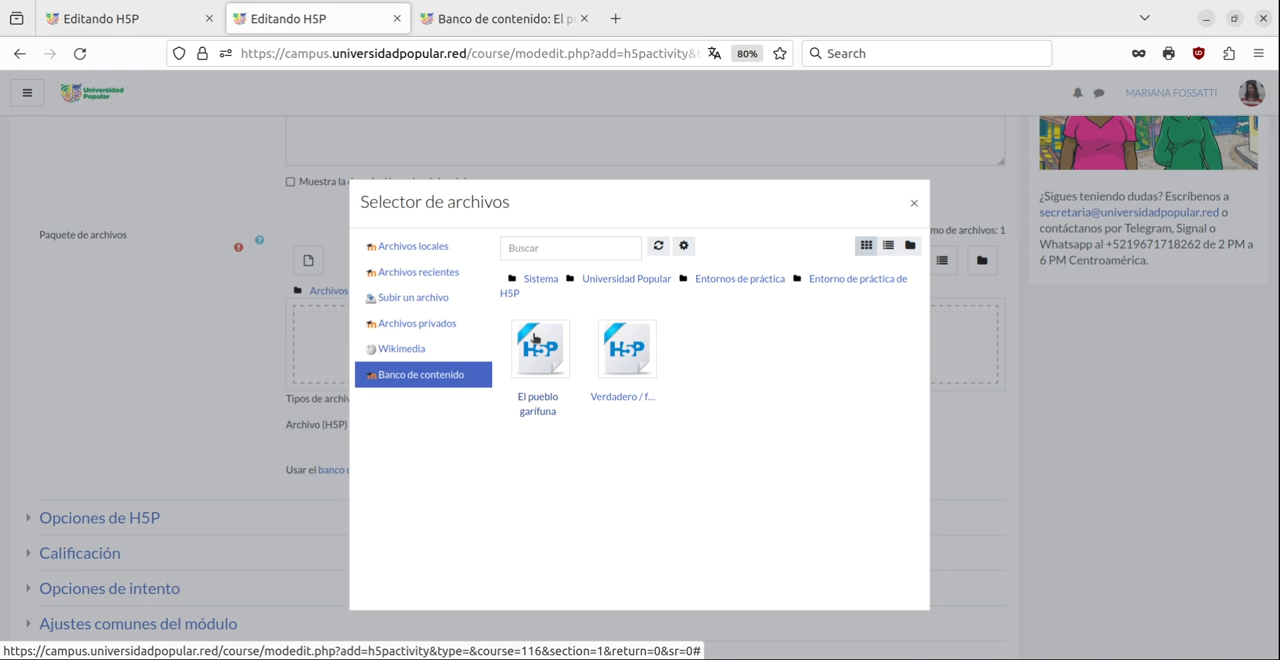 Editando H5P
Editando H5P
Banco de contenido: El p
https://campus.universidadpopular.red/course/modedit.php?add=h5pactivity&
80%
Search
Universidad
Popular
MARIANA FOSSATTI
Muestra la
Paquete de archivos
mo de archivos: 1
Archivos
Tipos de archiv
Archivo (H5P)
Usar el banco
Opciones de H5P
Calificación
Opciones de intento
Ajustes comunes del módulo
¿Sigues teniendo dudas? Escríbenos a
secretaria@universidadpopular.red o
contáctanos por Telegram, Signal o
Whatsapp al +5219671718262 de 2 PM a
6 PM Centroamérica.
Selector de archivos
Archivos locales
Archivos recientes
Subir un archivo
Archivos privados
Wikimedia
Banco de contenido
Buscar
Sistema Universidad Popular Entornos de práctica Entorno de práctica de
H5P
H5P
H5P
El pueblo
garífuna
Verdadero / f...
https://campus.universidadpopular.red/course/modedit.php?add=h5pactivity&type=&course=116&section=1&return=0&sr=0#